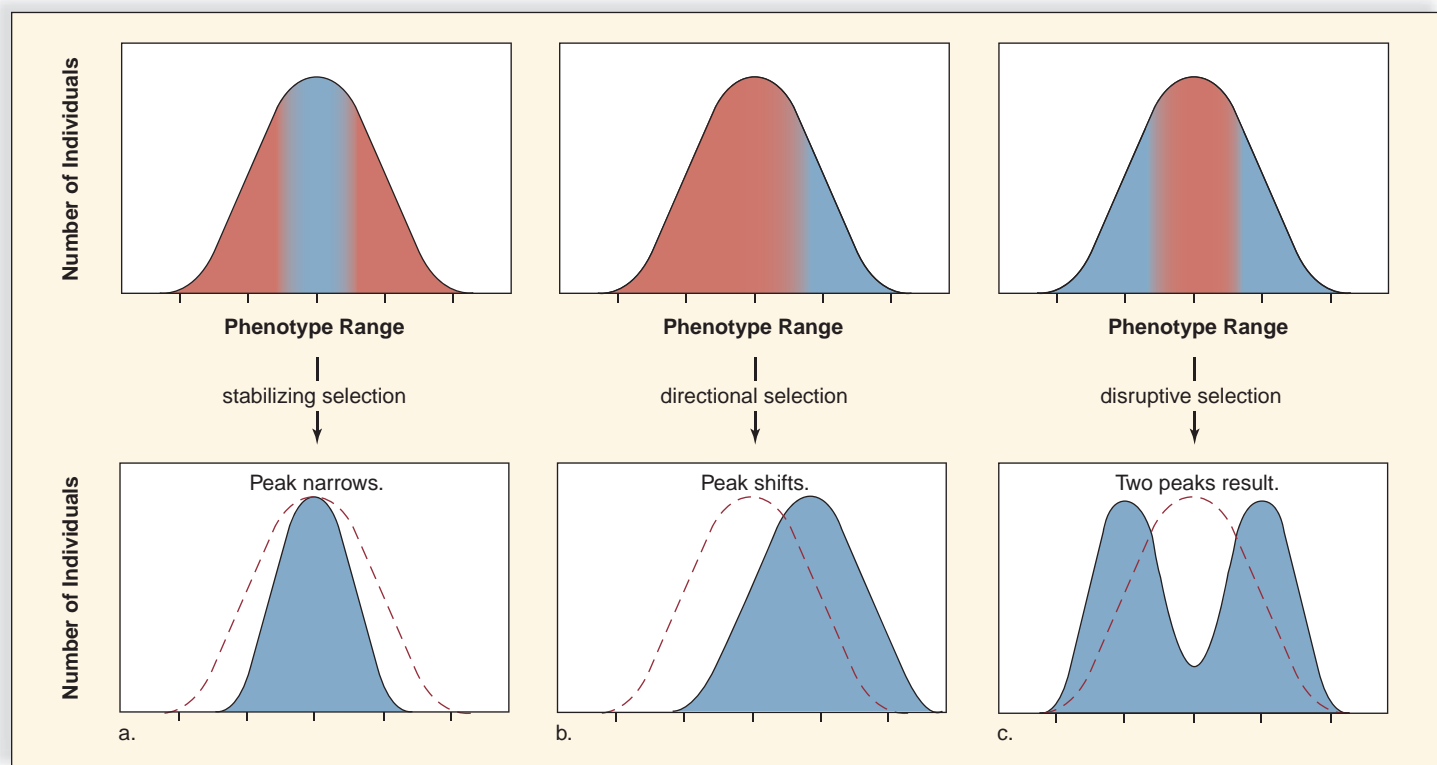 Number of Individuals
Phenotype Range
Phenotype Range
Phenotype Range
stabilizing selection
directional selection
disruptive selection
Number of Individuals
Peak narrows.
Peak shifts.
Two peaks result.
a.
b.
c.